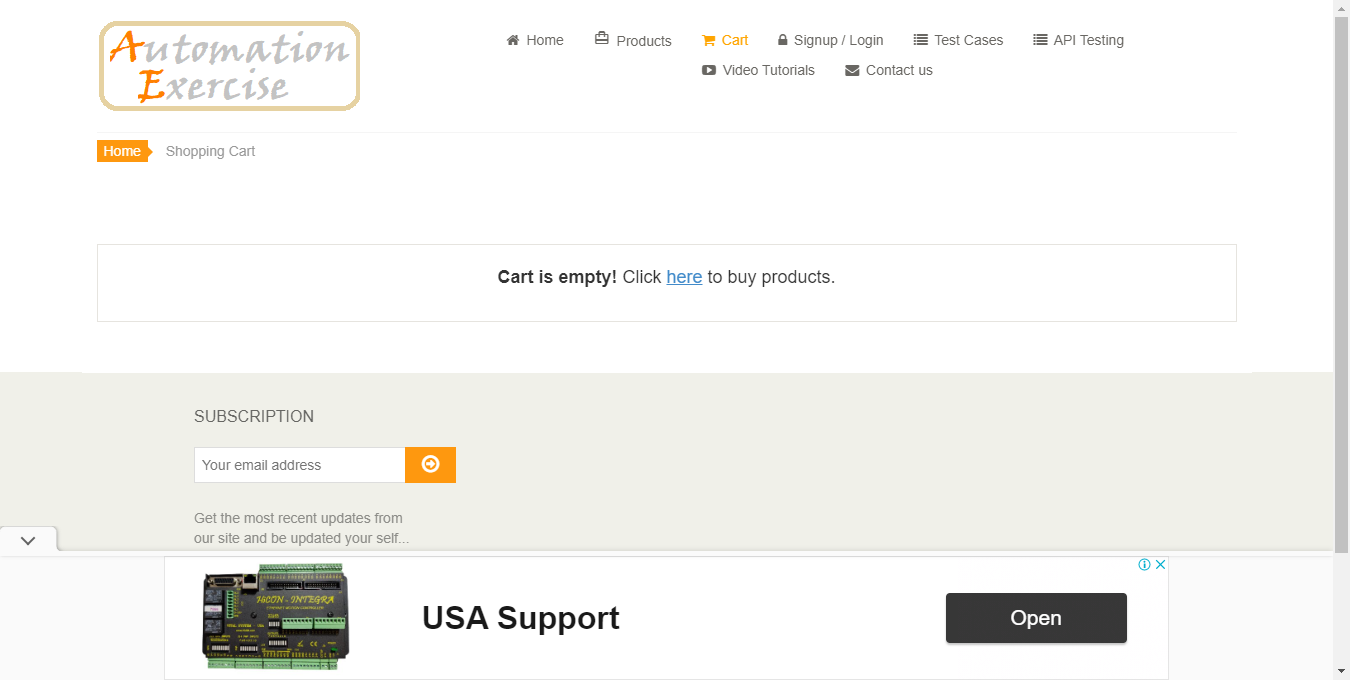 Automation
Exercise
Home
Products
Cart
Signup / Login
Test Cases
API Testing
Video Tutorials
Contact us
Home
Shopping Cart
Cart is empty! Click here to buy products.
SUBSCRIPTION
Your email address
Get the most recent updates from
our site and be updated your self...
USA Support
Open